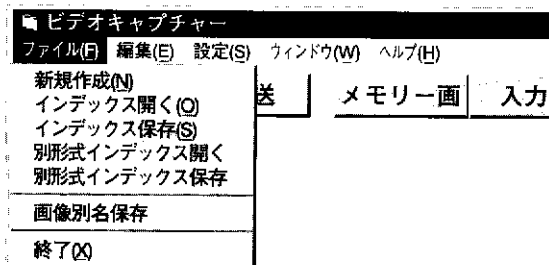 ビデオキャプチャー
ファイル(F) 編集(E) 設定(S) ウィンドウ(W) ヘルプ(H)
新規作成(N)
インデックス開く(O)
インデックス保存(S)
別形式インデックス開く
別形式インデックス保存
画像別名保存
終了(X)
送 メモリー画 入力